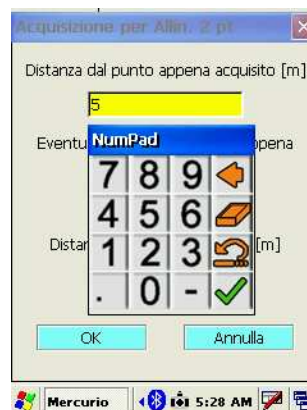 Acquisizione per Allin. 2 pt
Distanza dal punto appena acquisito [m]
5
Eventu
pena
NumPad
7 8 9
4 5 6
1 2 3
. 0 -
Distar
[m]
OK
Annulla
Mercurio
5:28 AM